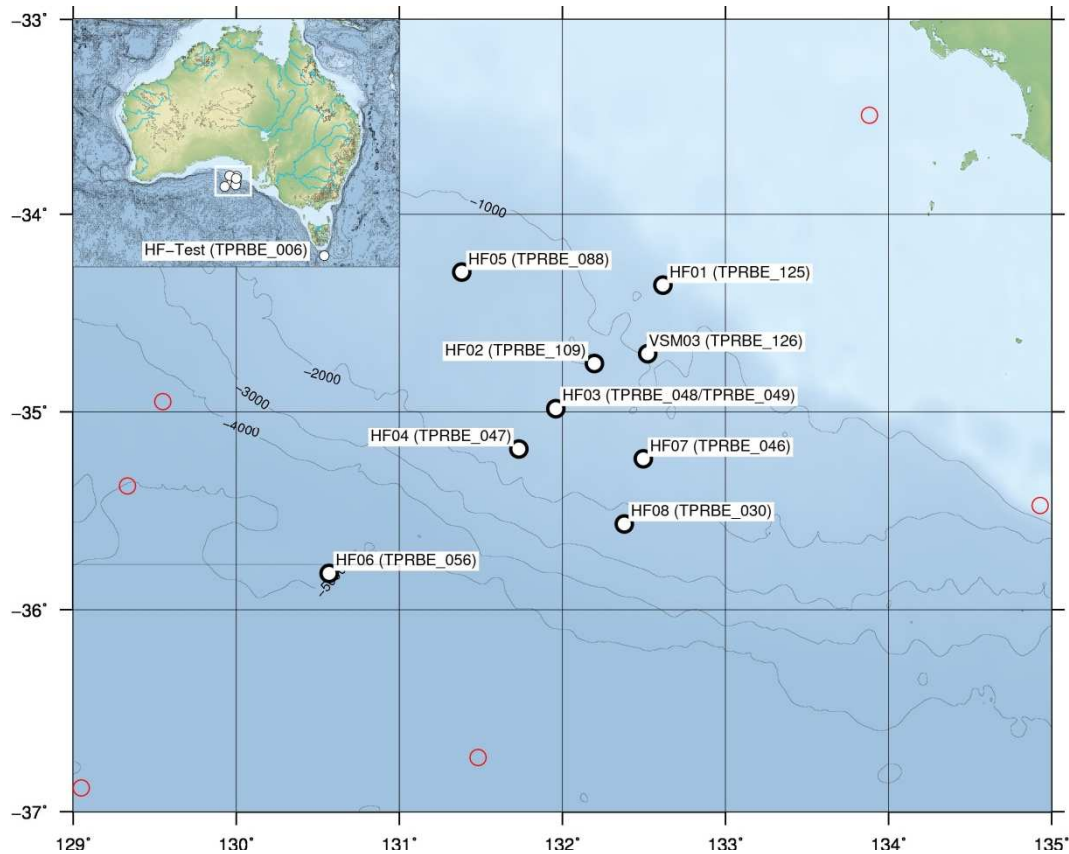 −33°
−34°
−35°
−36°
−37°
HF−Test (TPRBE_006)
−1000
HF05 (TPRBE_088)
HF01 (TPRBE_125)
VSM03 (TPRBE_126)
HF02 (TPRBE_109)
−2000
−3000
HF03 (TPRBE_048/TPRBE_049)
−4000
HF04 (TPRBE_047)
HF07 (TPRBE_046)
HF08 (TPRBE_030)
HF06 (TPRBE_056)
129°
130°
131°
132°
133°
134°
135°